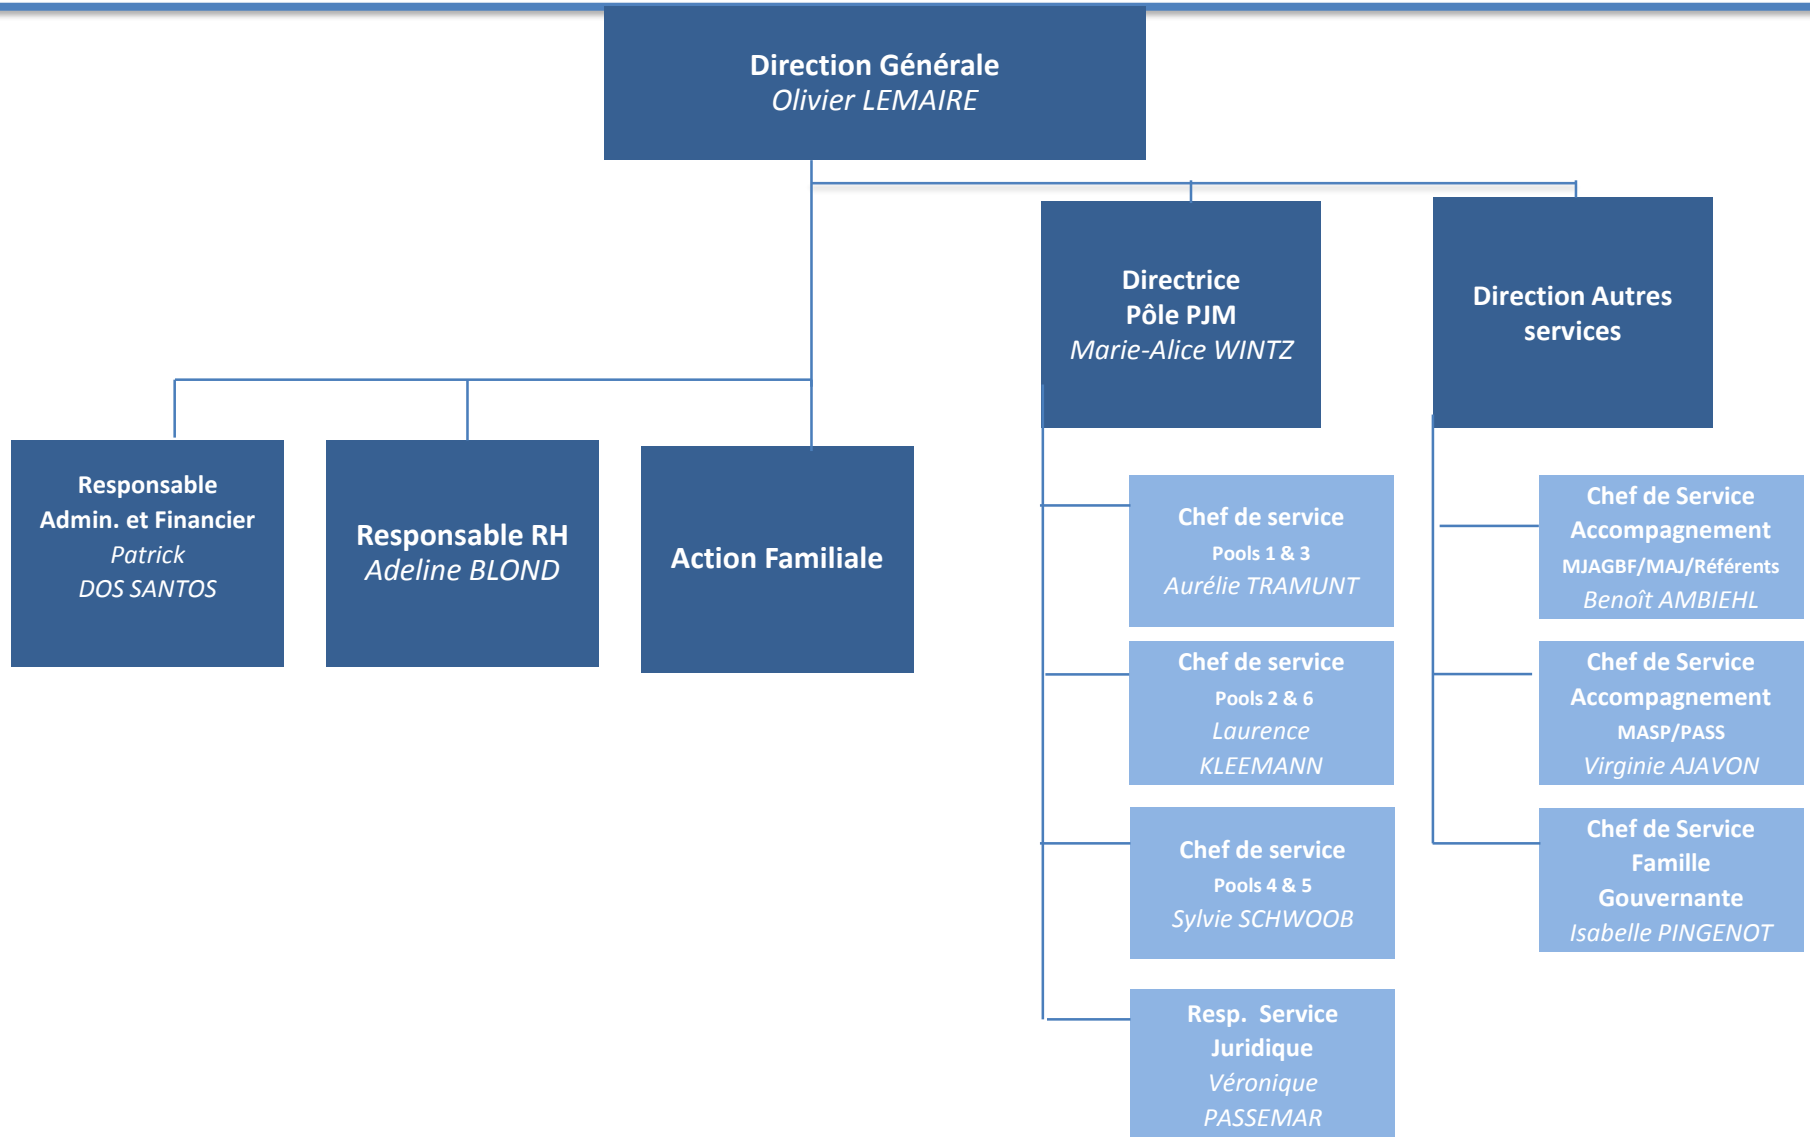 Direction Générale
Olivier LEMAIRE
Directrice
Pôle PJM
Marie-Alice WINTZ
Direction Autres
services
Responsable
Admin. et Financier
Patrick
DOS SANTOS
Responsable RH
Adeline BLOND
Action Familiale
Chef de service
Pools 1 & 3
Aurélie TRAMUNT
Chef de service
Pools 2 & 6
Laurence
KLEEMANN
Chef de service
Pools 4 & 5
Sylvie SCHWOOB
Resp. Service
Juridique
Véronique
PASSEMAR
Chef de Service
Accompagnement
MJAGBF/MAJ/Référents
Benoît AMBIEHL
Chef de Service
Accompagnement
MASP/PASS
Virginie AJAVON
Chef de Service
Famille
Gouvernante
Isabelle PINGENOT